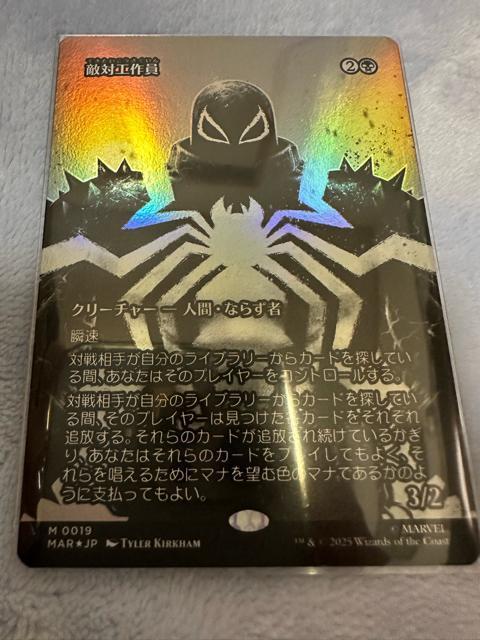 敵対工作員
②
クリーチャー — 人間・ならず者
瞬速
対戦相手が自分のライブラリーからカードを探してい
る間、あなたはそのプレイヤーをコントロールする。
対戦相手が自分のライブラリーからカードを探してい
る間、そのプレイヤーは見つけた各カードをそれぞれ
追放する。それらのカードが追放され続けているかぎ
り、あなたはそれらのカードをプレイしてもよく、そ
れらを唱えるためにマナを望む色のマナであるかのよ
うに支払ってもよい。
3/2
M 0019
MAR★JP TYLER KIRKHAM
© MARVEL
™ & © 2025 Wizards of the Coast